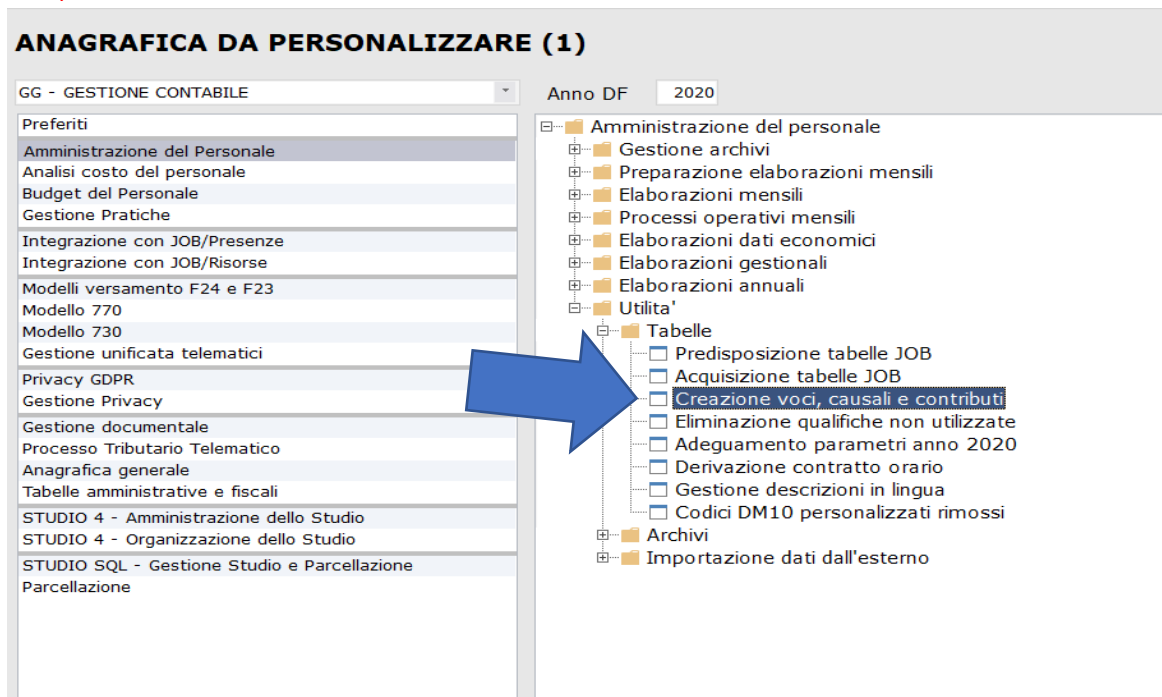 ANAGRAFICA DA PERSONALIZZARE (1)
GG - GESTIONE CONTABILE
Anno DF 2020
Preferiti
Amministrazione del Personale
Analisi costo del personale
Budget del Personale
Gestione Pratiche
Integrazione con JOB/Presenze
Integrazione con JOB/Risorse
Modelli versamento F24 e F23
Modello 770
Modello 730
Gestione unificata telematici
Privacy GDPR
Gestione Privacy
Gestione documentale
Processo Tributario Telematico
Anagrafica generale
Tabelle amministrative e fiscali
STUDIO 4 - Amministrazione dello Studio
STUDIO 4 - Organizzazione dello Studio
STUDIO SQL - Gestione Studio e Parcellazione
Parcellazione
Amministrazione del personale
Gestione archivi
Preparazione elaborazioni mensili
Elaborazioni mensili
Processi operativi mensili
Elaborazioni dati economici
Elaborazioni gestionali
Elaborazioni annuali
Utilita'
Tabelle
Predisposizione tabelle JOB
Acquisizione tabelle JOB
Creazione voci, causali e contributi
Eliminazione qualifiche non utilizzate
Adeguamento parametri anno 2020
Derivazione contratto orario
Gestione descrizioni in lingua
Codici DM10 personalizzati rimossi
Archivi
Importazione dati dall'esterno